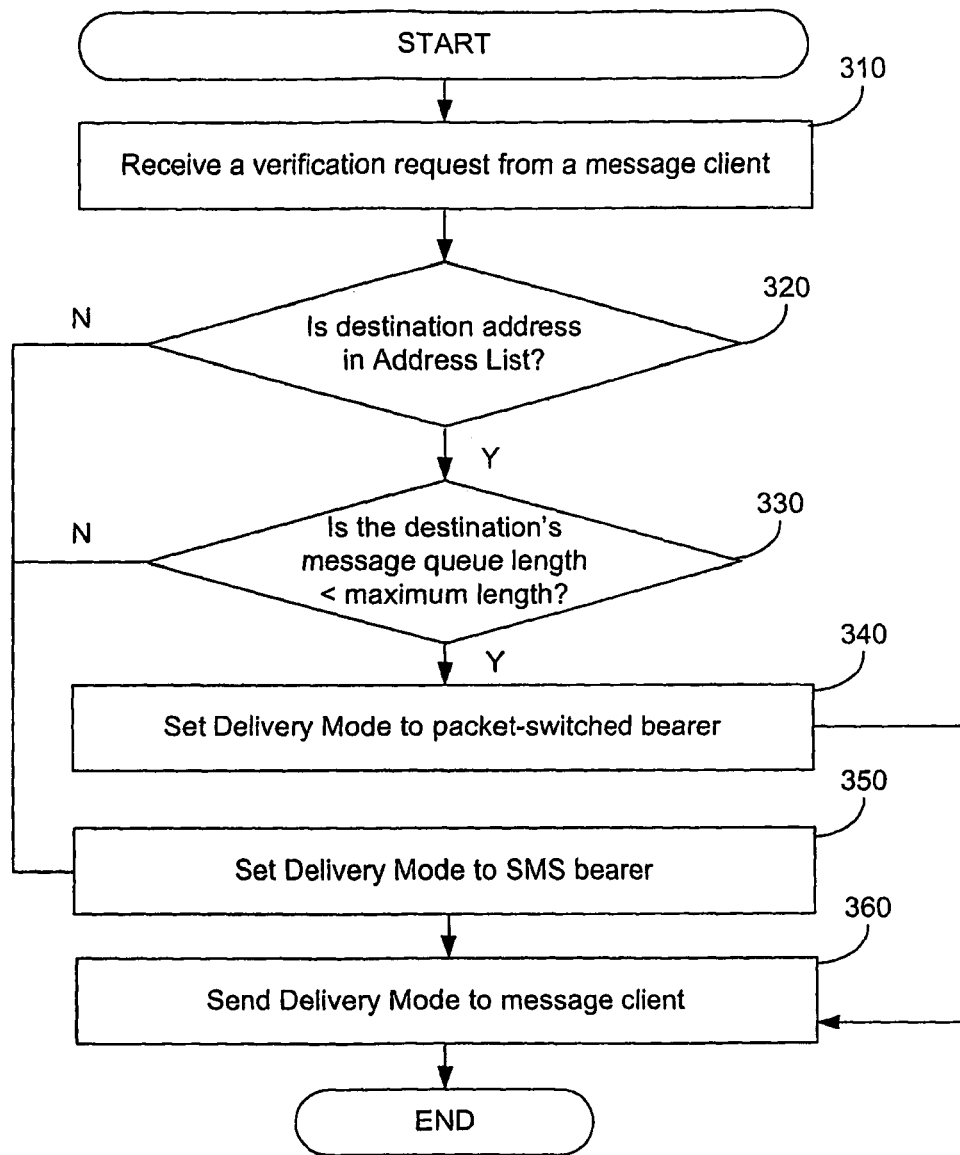 START
310
Receive a verification request from a message client
320
N
Is destination address
in Address List?
Y
330
N
Is the destination's
message queue length
< maximum length?
Y
340
Set Delivery Mode to packet-switched bearer
350
Set Delivery Mode to SMS bearer
360
Send Delivery Mode to message client
END